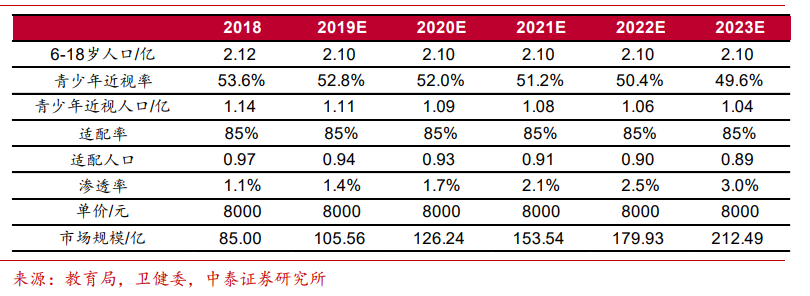 2018 2019E 2020E 2021E 2022E 2023E
6-18岁人口/亿 2.12 2.10 2.10 2.10 2.10 2.10
青少年近视率 53.6% 52.8% 52.0% 51.2% 50.4% 49.6%
青少年近视人口/亿 1.14 1.11 1.09 1.08 1.06 1.04
适配率 85% 85% 85% 85% 85% 85%
适配人口 0.97 0.94 0.93 0.91 0.90 0.89
渗透率 1.1% 1.4% 1.7% 2.1% 2.5% 3.0%
单价/元 8000 8000 8000 8000 8000 8000
市场规模/亿 85.00 105.56 126.24 153.54 179.93 212.49
来源：教育局，卫健委，中泰证券研究所